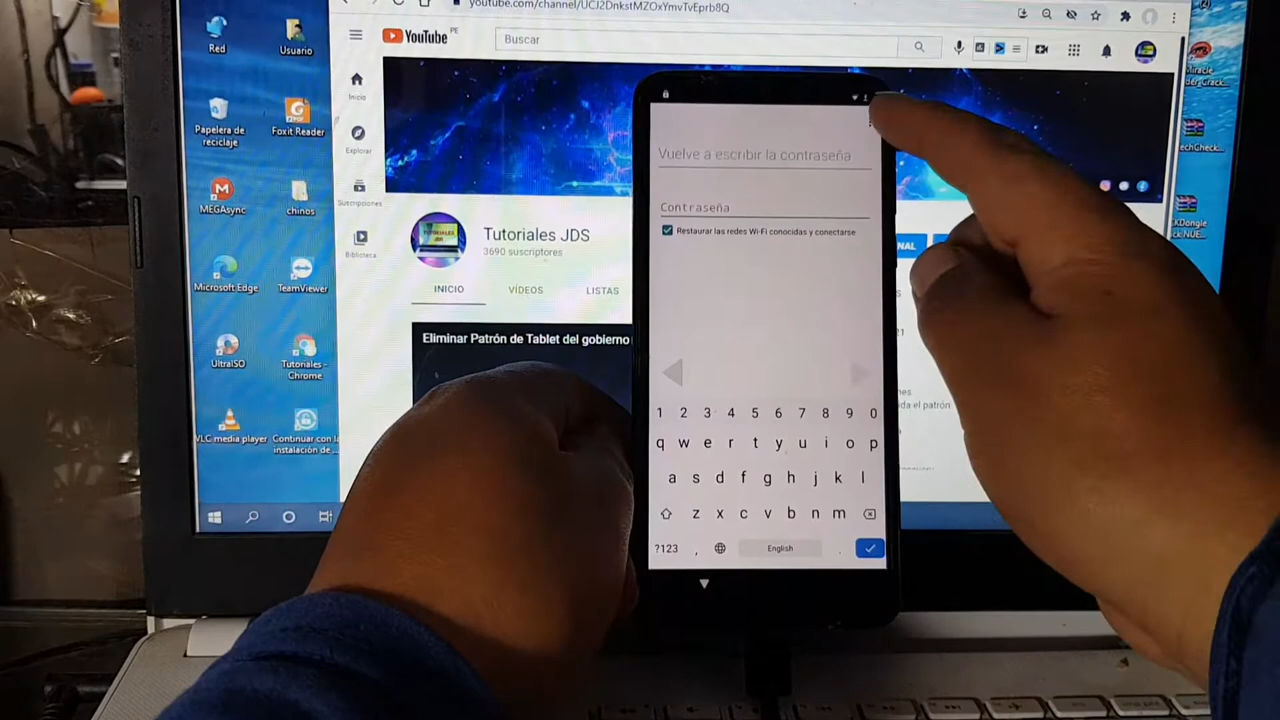 youtube.com/channel/UCJ2DnkstMZOxYmvTvEprb8Q
Red
Usuario
Papelera de
reciclaje
Foxit Reader
MEGAsync
chinos
Microsoft Edge
TeamViewer
UltraISO
Tutoriales -
Chrome
VLC media player
Continuar con la
instalación de ...
YouTube PE
Buscar
Inicio
Explorar
Suscripciones
Biblioteca
Tutoriales JDS
3690 suscriptores
INICIO
VÍDEOS
LISTAS
Eliminar Patrón de Tablet del gobierno
Miracle
Vuelve a escribir la contraseña
Contraseña
Restaurar las redes Wi-Fi conocidas y conectarse
1 2 3 4 5 6 7 8 9 0
q w e r t y u i o p
a s d f g h j k l
z x c v b n m
?123 , English .